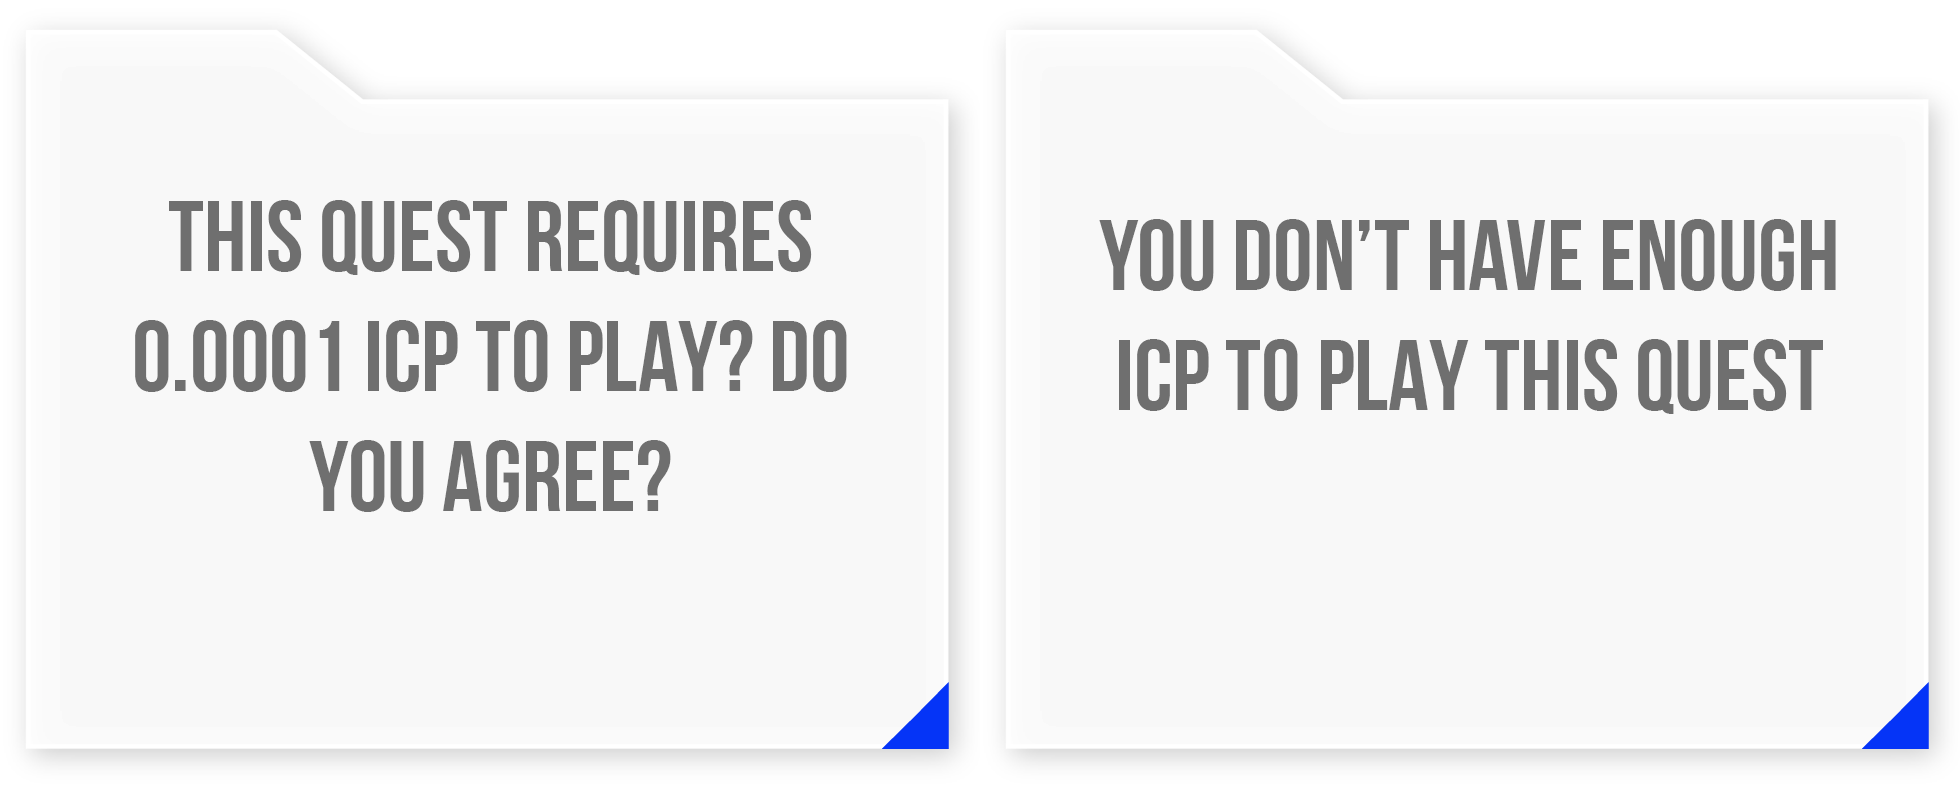 THIS QUEST REQUIRES
0.0001 ICP TO PLAY? DO
YOU AGREE?
YOU DON’T HAVE ENOUGH
ICP TO PLAY THIS QUEST